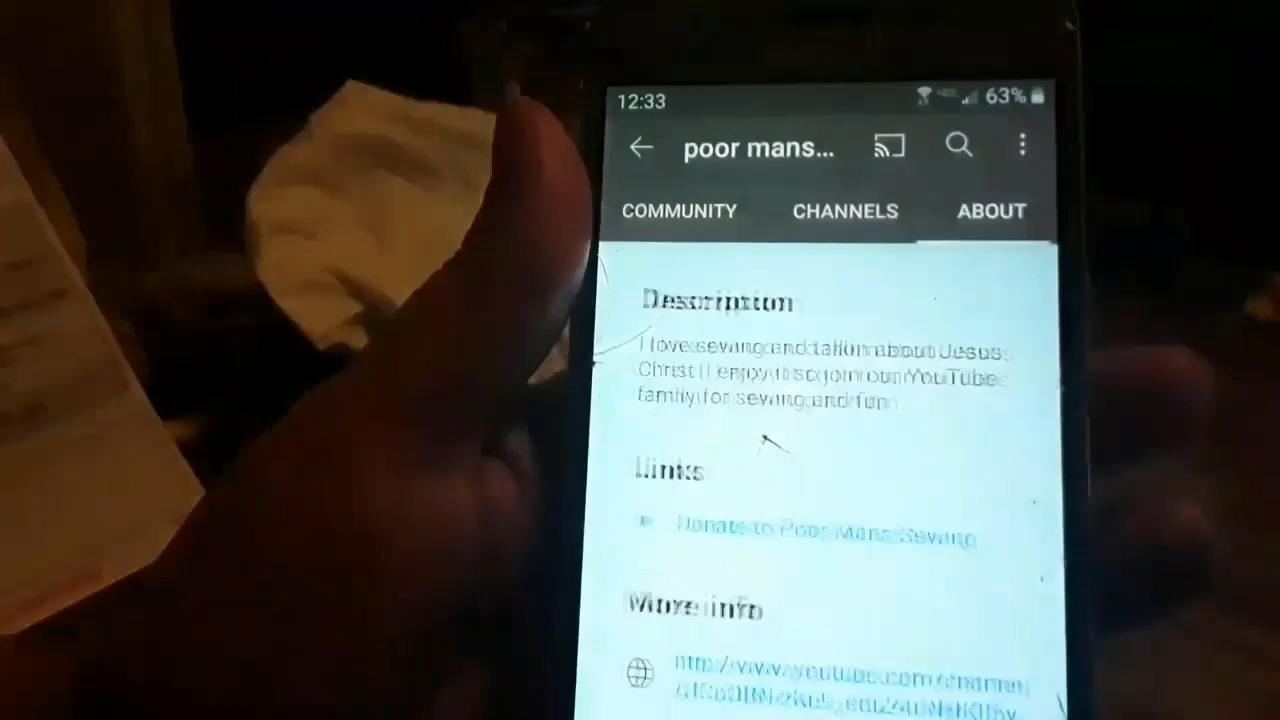 12:33 63%
poor mans...
COMMUNITY CHANNELS ABOUT
Description
I love sewing and talkin about Jesus
Christ I enjoy it so join our YouTube
family for sewing and fun
Links
Donate to Poor Mans Sewing
More info
http://www.youtube.com/channel